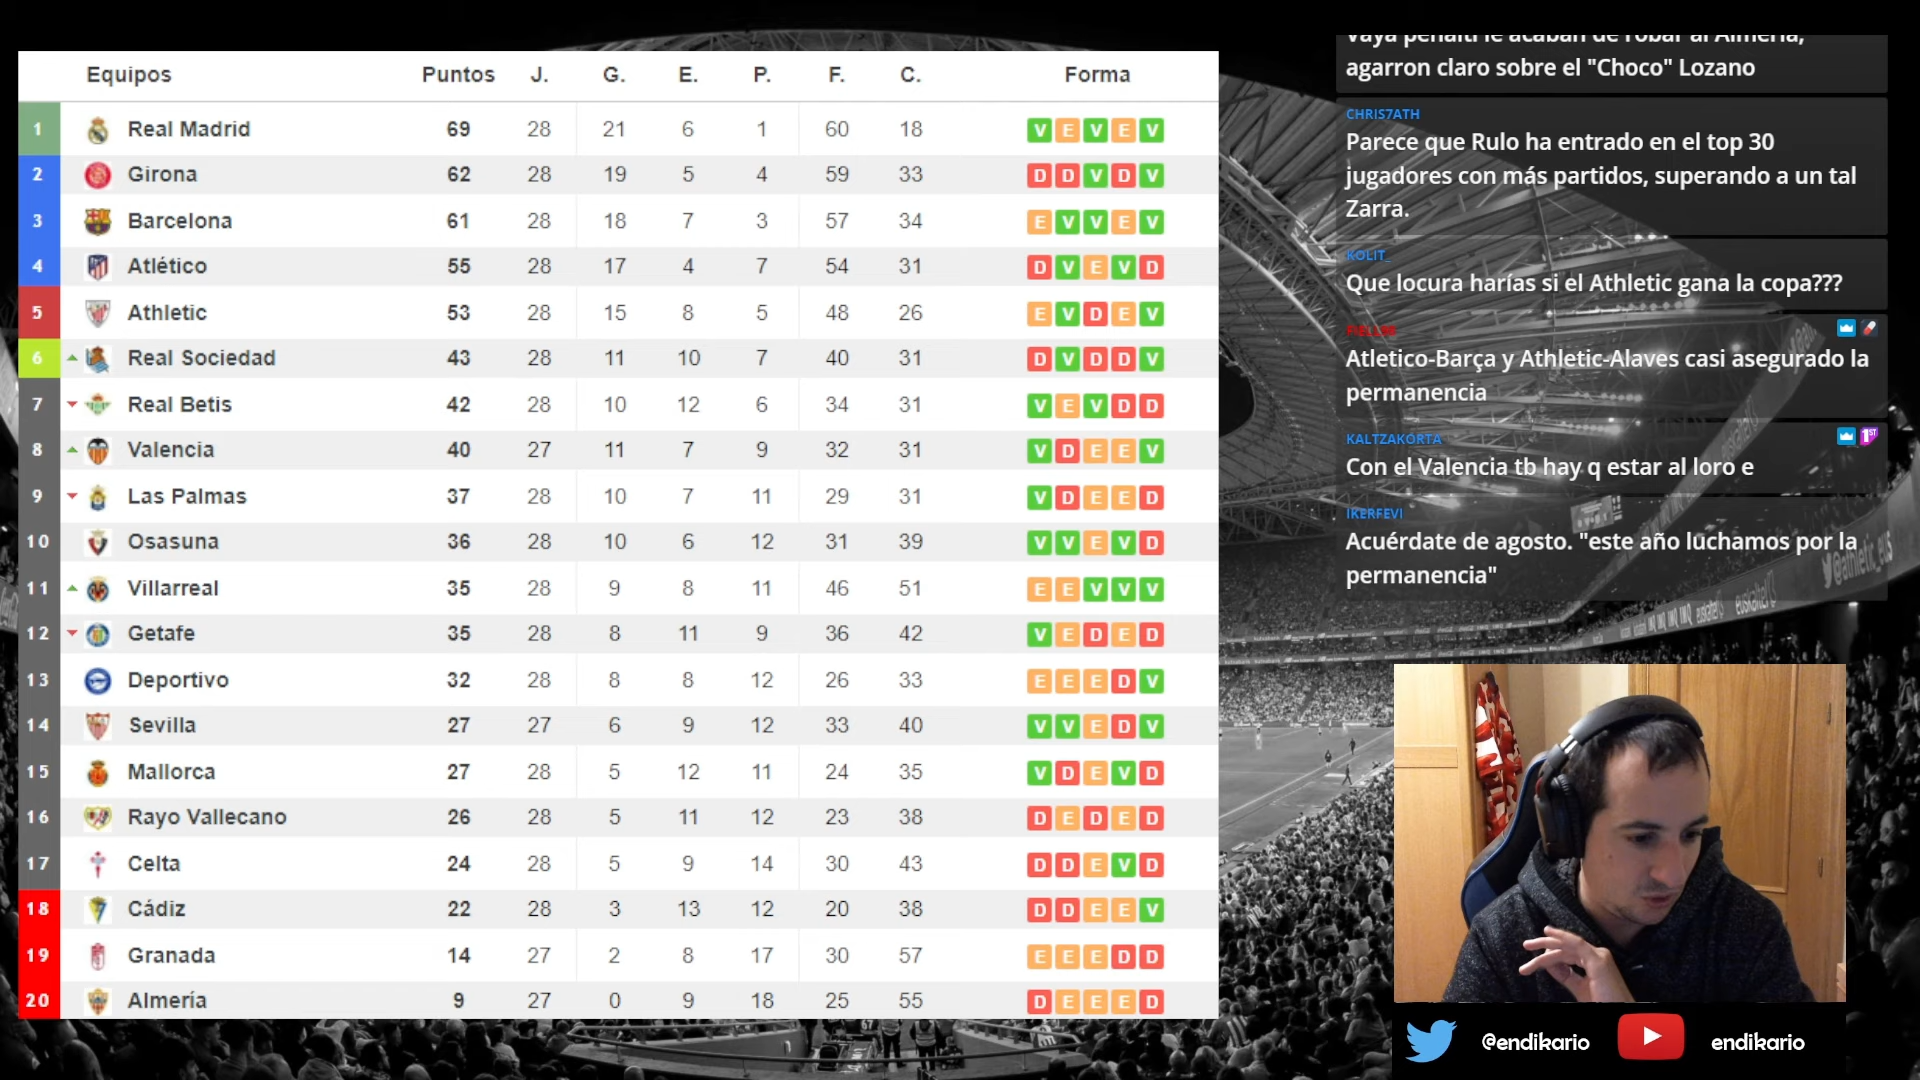 Equipos Puntos J. G. E. P. F. C. Forma
1 Real Madrid 69 28 21 6 1 60 18 V E V E V
2 Girona 62 28 19 5 4 59 33 D D V D V
3 Barcelona 61 28 18 7 3 57 34 E V V E V
4 Atlético 55 28 17 4 7 54 31 D V E V D
5 Athletic 53 28 15 8 5 48 26 E V D E V
6 Real Sociedad 43 28 11 10 7 40 31 D V D D V
7 Real Betis 42 28 10 12 6 34 31 V E V D D
8 Valencia 40 27 11 7 9 32 31 V D E E V
9 Las Palmas 37 28 10 7 11 29 31 V D E E D
10 Osasuna 36 28 10 6 12 31 39 V V E V D
11 Villarreal 35 28 9 8 11 46 51 E E V V V
12 Getafe 35 28 8 11 9 36 42 V E D E D
13 Deportivo 32 28 8 8 12 26 33 E E E D V
14 Sevilla 27 27 6 9 12 33 40 V V E D V
15 Mallorca 27 28 5 12 11 24 35 V D E V D
16 Rayo Vallecano 26 28 5 11 12 23 38 D E D E D
17 Celta 24 28 5 9 14 30 43 D D E V D
18 Cádiz 22 28 3 13 12 20 38 D D E E V
19 Granada 14 27 2 8 17 30 57 E E E D D
20 Almería 9 27 0 9 18 25 55 D E E E D
Vaya penalti le acaban de robar al Almería,
agarron claro sobre el "Choco" Lozano
CHRIS7ATH
Parece que Rulo ha entrado en el top 30
jugadores con más partidos, superando a un tal
Zarra.
KOLIT_
Que locura harías si el Athletic gana la copa???
Atletico-Barça y Athletic-Alaves casi asegurado la
permanencia
KALTZAKORTA
1ST
Con el Valencia tb hay q estar al loro e
IKERFEVI
Acuérdate de agosto. "este año luchamos por la
permanencia"
@endikario
endikario